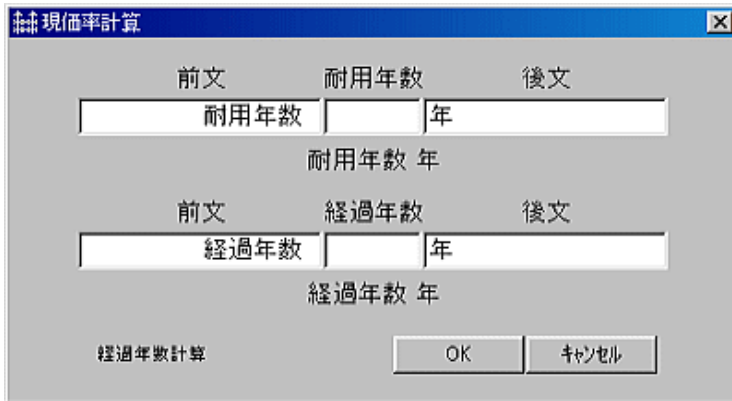 現価率計算
前文 耐用年数 後文
耐用年数 年
耐用年数 年
前文 経過年数 後文
経過年数 年
経過年数 年
経過年数計算 OK ｷｬﾝｾﾙ